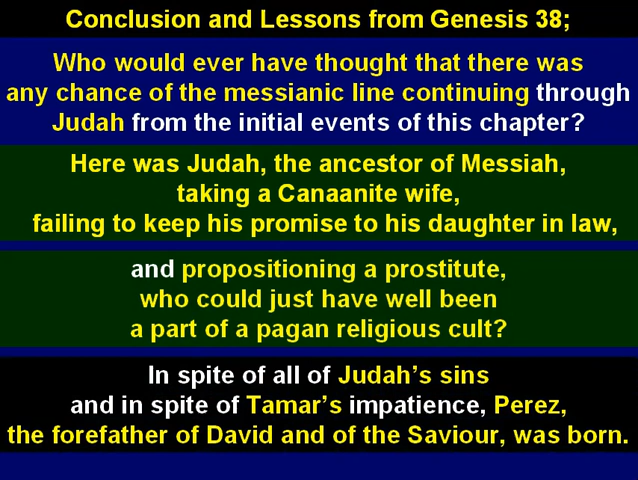 Conclusion and Lessons from Genesis 38;
Who would ever have thought that there was
any chance of the messianic line continuing through
Judah from the initial events of this chapter?
Here was Judah, the ancestor of Messiah,
taking a Canaanite wife,
failing to keep his promise to his daughter in law,
and propositioning a prostitute,
who could just have well been
a part of a pagan religious cult?
In spite of all of Judah's sins
and in spite of Tamar's impatience, Perez,
the forefather of David and of the Saviour, was born.